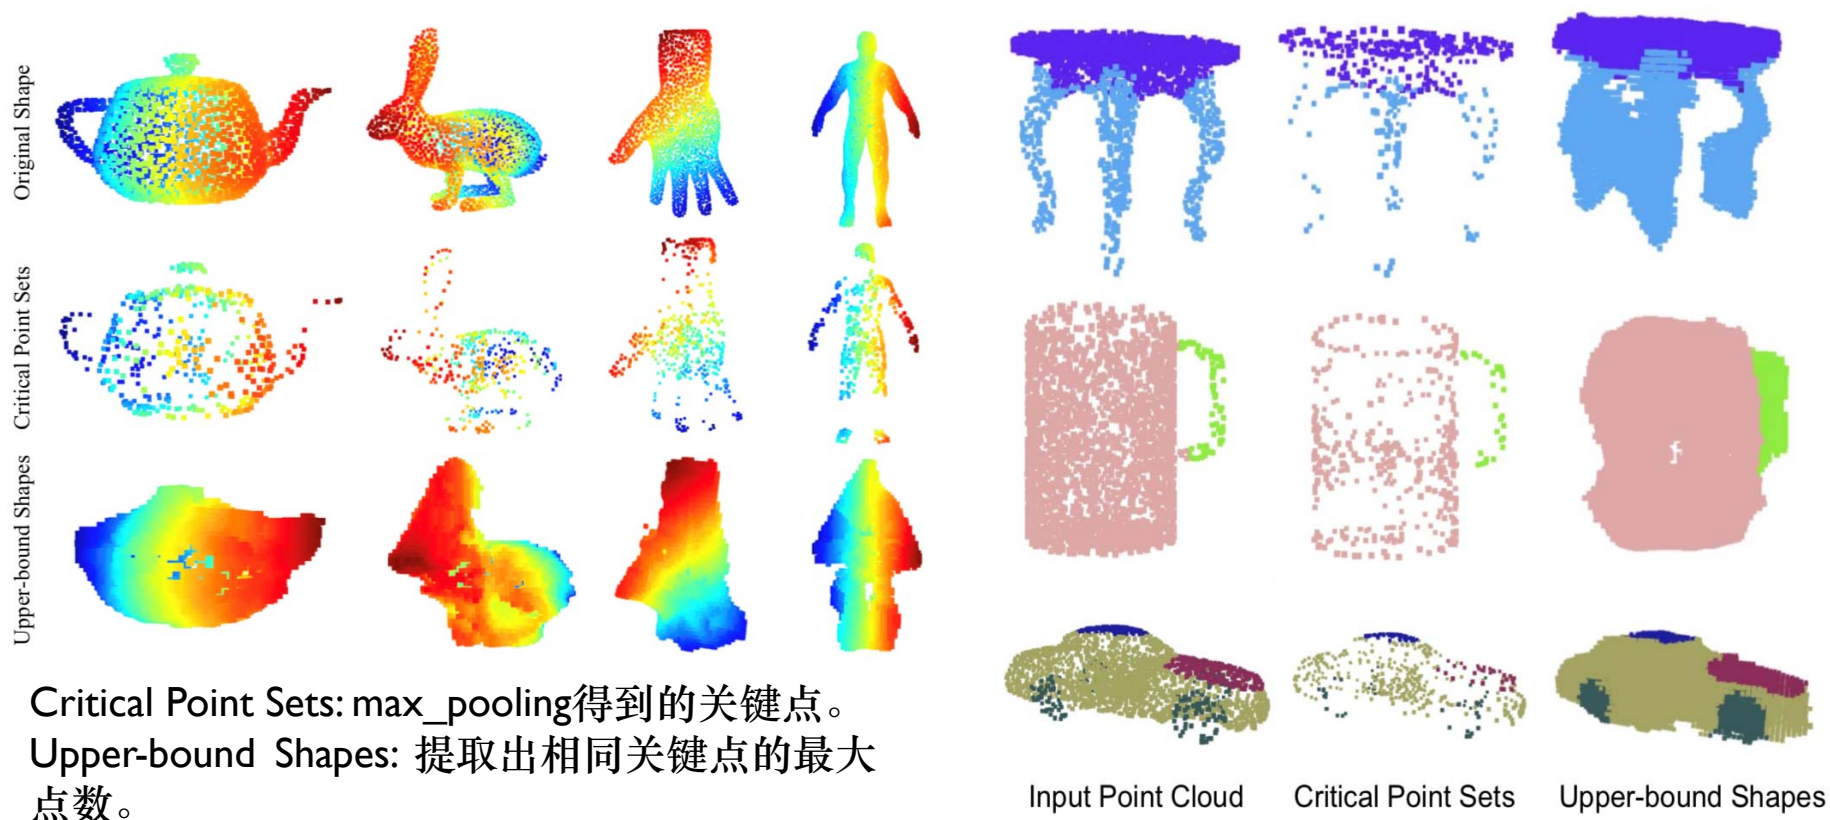 Original Shape
Critical Point Sets
Upper-bound Shapes
Critical Point Sets: max_pooling得到的关键点。
Upper-bound Shapes: 提取出相同关键点的最大
点数。
Input Point Cloud
Critical Point Sets
Upper-bound Shapes